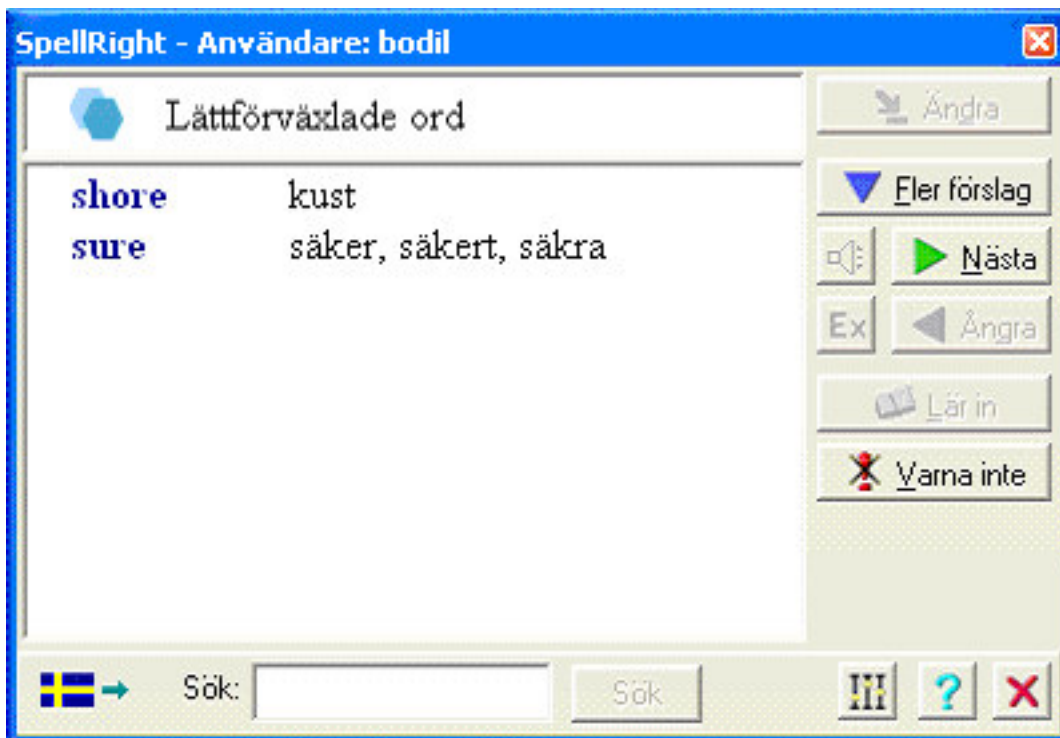 SpellRight - Användare: bodil
Lättförväxlade ord
shore kust
sure säker, säkert, säkra
Ändra
Fler förslag
Nästa
Ex Ångra
Lär in
Varna inte
Sök: Sök
?